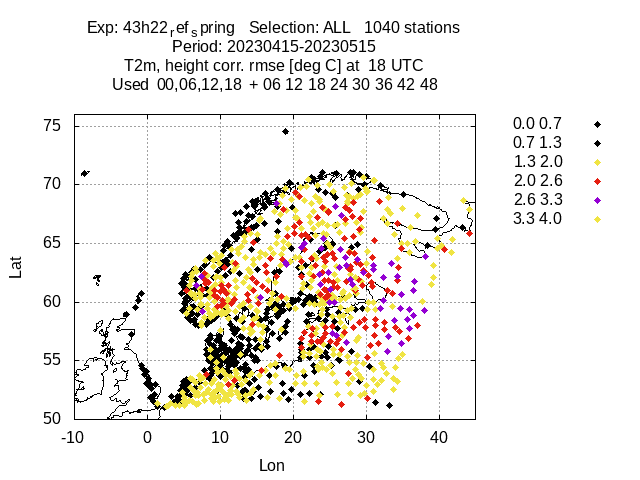 Exp: 43h22refspring Selection: ALL 1040 stations
Period: 20230415-20230515
T2m, height corr. rmse [deg C] at 18 UTC
Used 00,06,12,18 + 06 12 18 24 30 36 42 48
0.0 0.7
0.7 1.3
1.3 2.0
2.0 2.6
2.6 3.3
3.3 4.0
75
70
65
60
55
50
Lat
-10 0 10 20 30 40
Lon